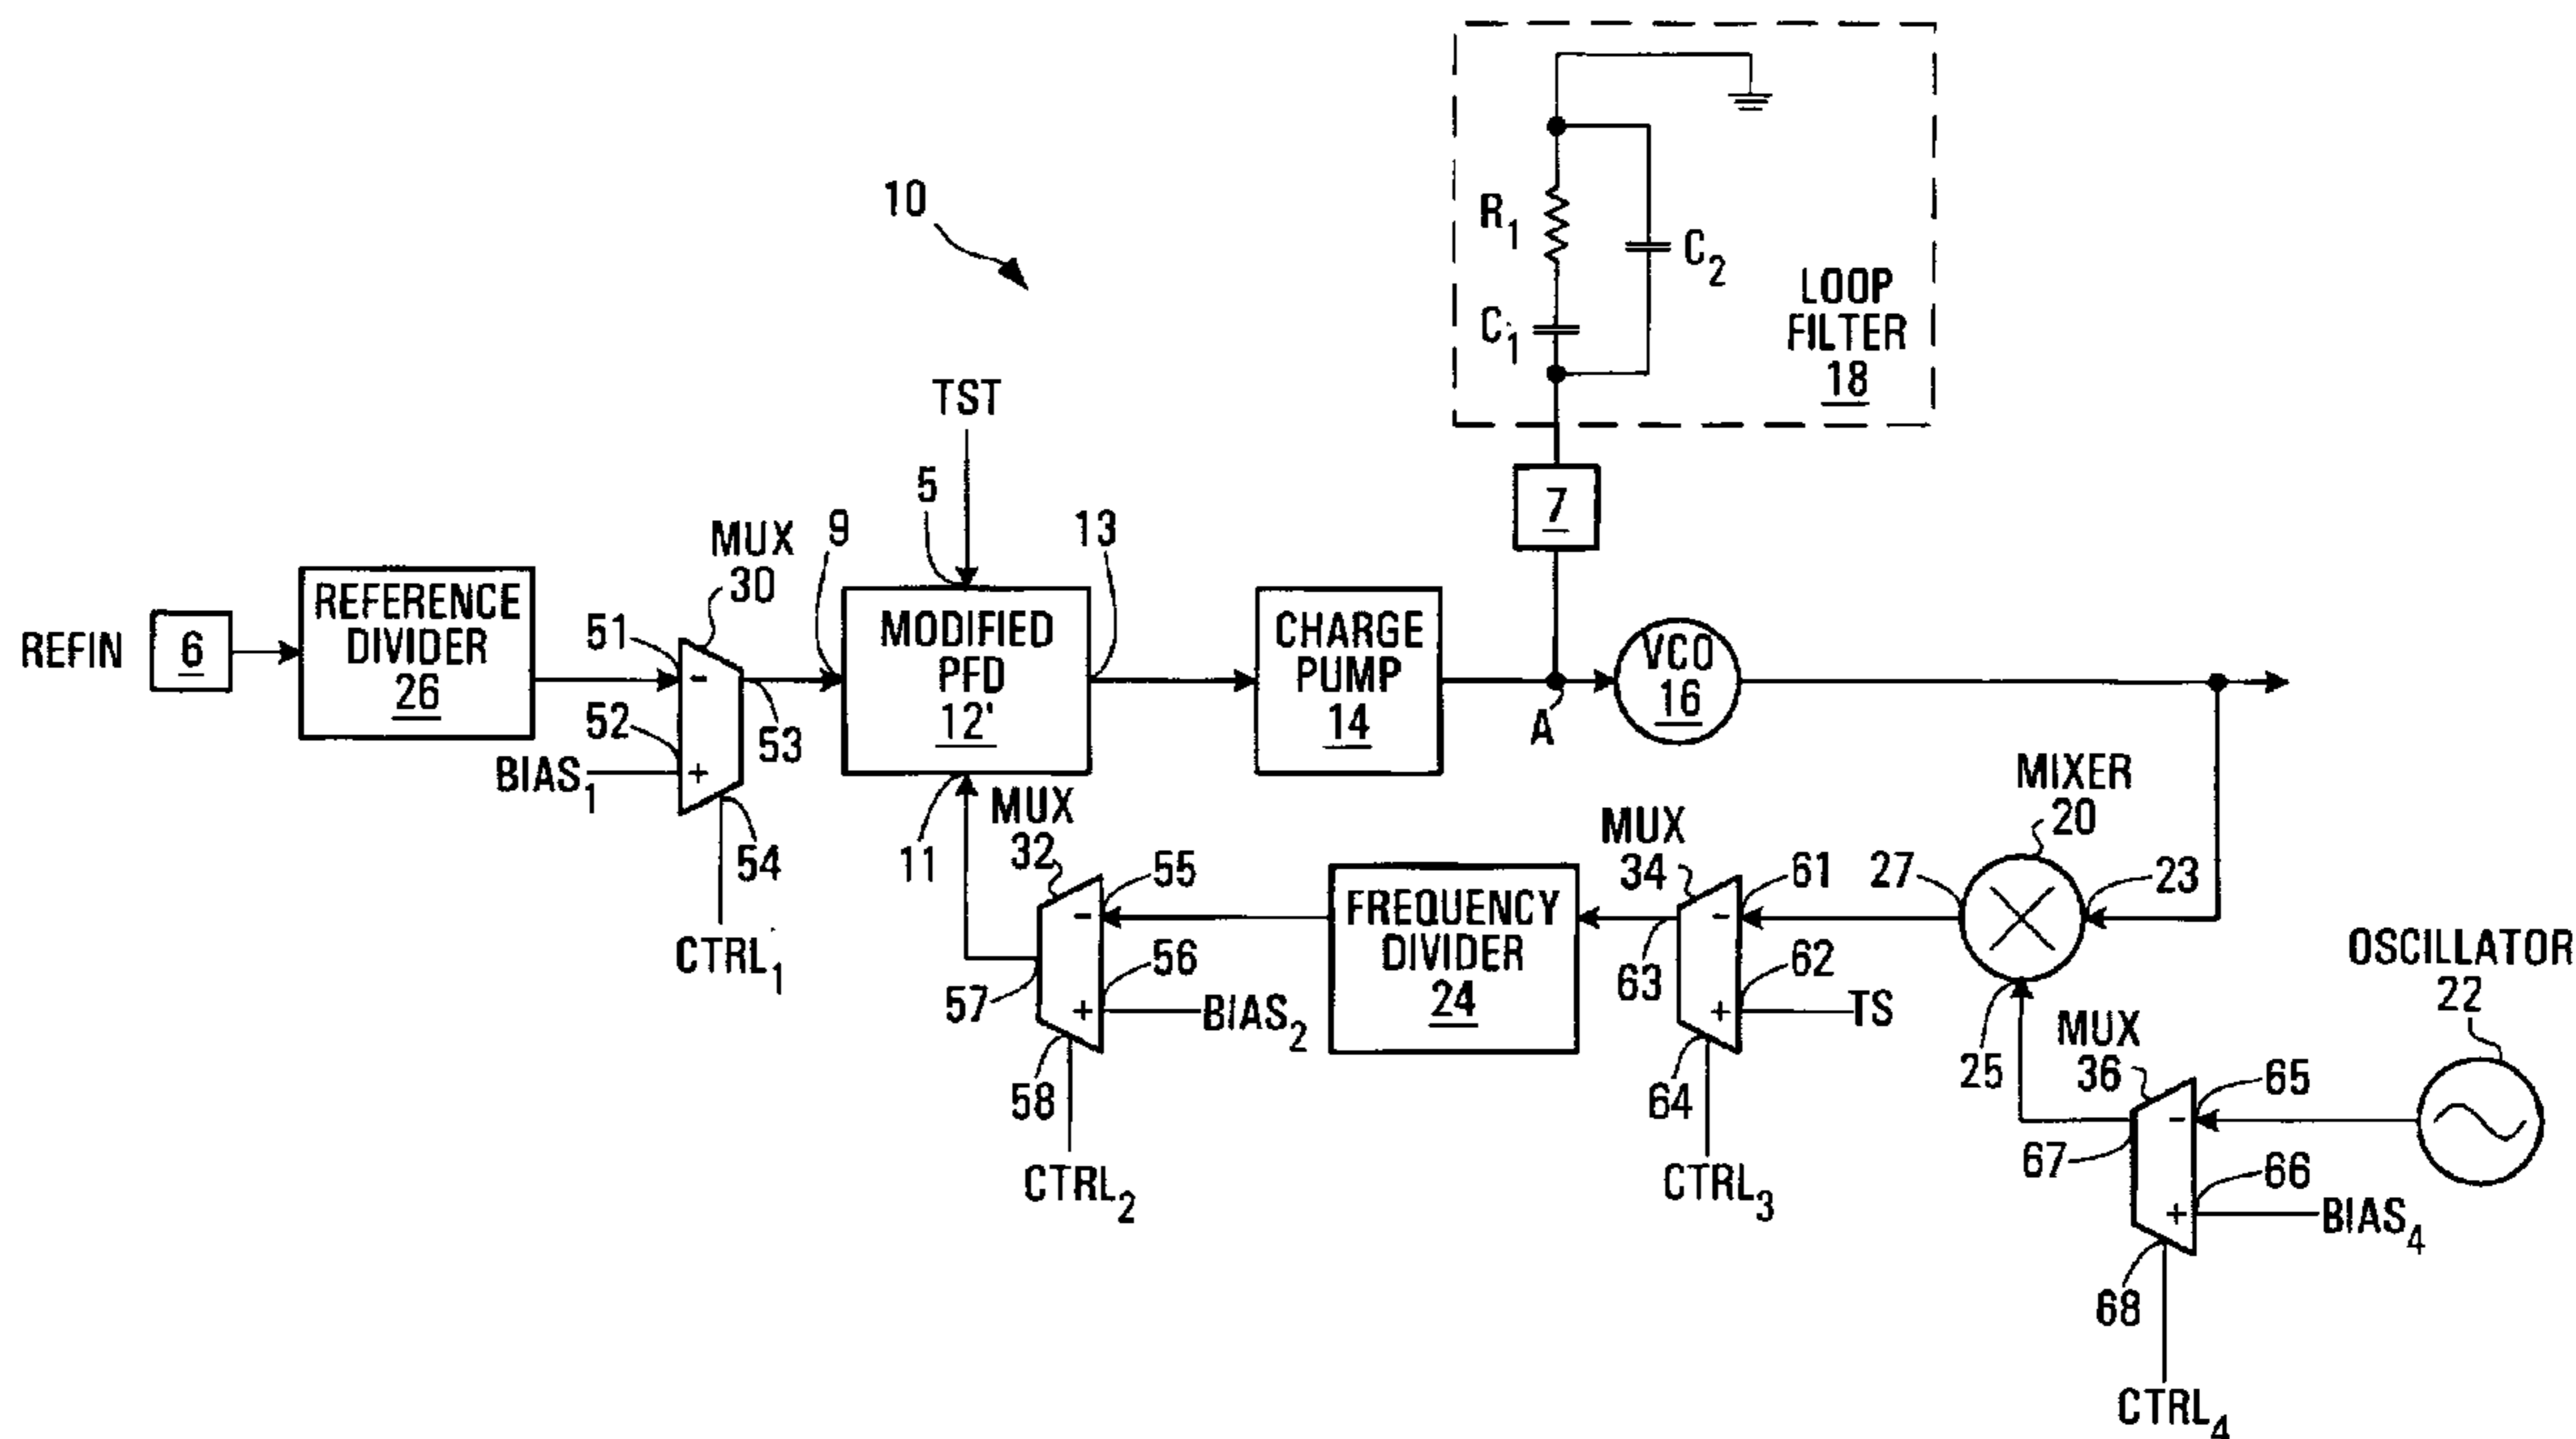 10
R1
C1
C2
LOOP
FILTER
18
TST
5
7
9
13
MUX
30
REFIN
6
REFERENCE
DIVIDER
26
51
52
-
+
BIAS1
53
54
CTRL1
MODIFIED
PFD
12'
11
CHARGE
PUMP
14
A
VCO
16
MUX
32
55
-
56
+
57
58
BIAS2
CTRL2
FREQUENCY
DIVIDER
24
MUX
34
61
-
62
+
63
64
TS
CTRL3
MIXER
20
27
23
25
OSCILLATOR
22
MUX
36
65
-
66
+
67
68
BIAS4
CTRL4